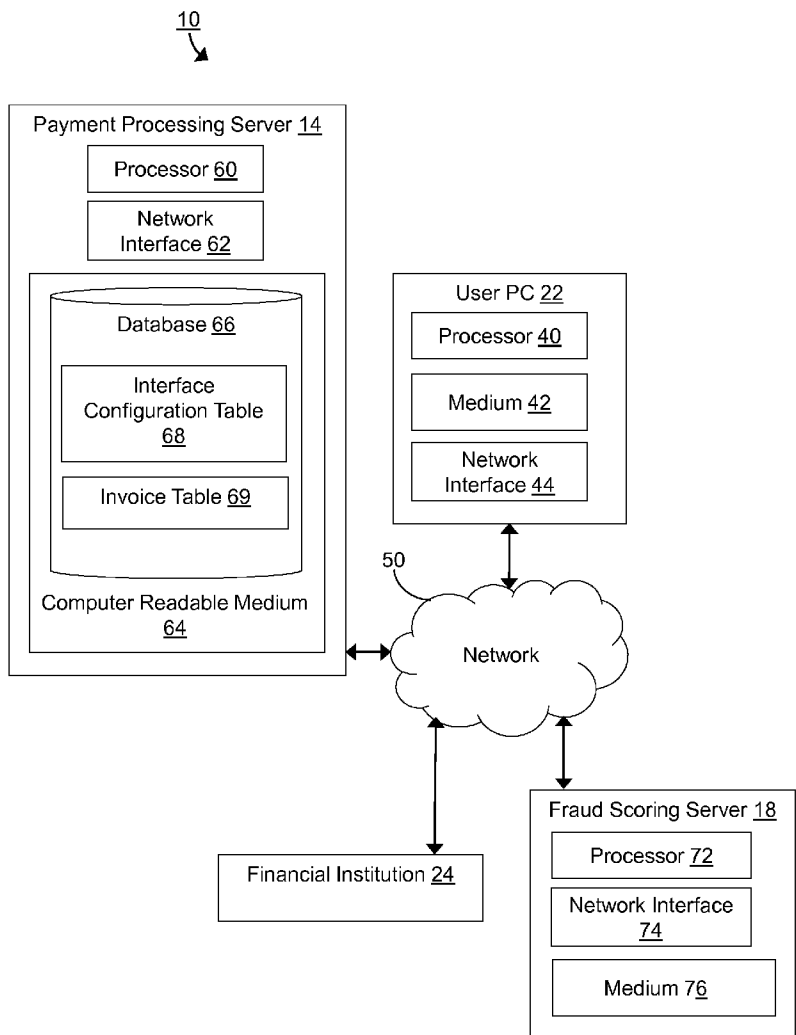 10
Payment Processing Server 14
Processor 60
Network
Interface 62
Database 66
Interface
Configuration Table
68
Invoice Table 69
Computer Readable Medium
64
User PC 22
Processor 40
Medium 42
Network
Interface 44
50
Network
Financial Institution 24
Fraud Scoring Server 18
Processor 72
Network Interface
74
Medium 76